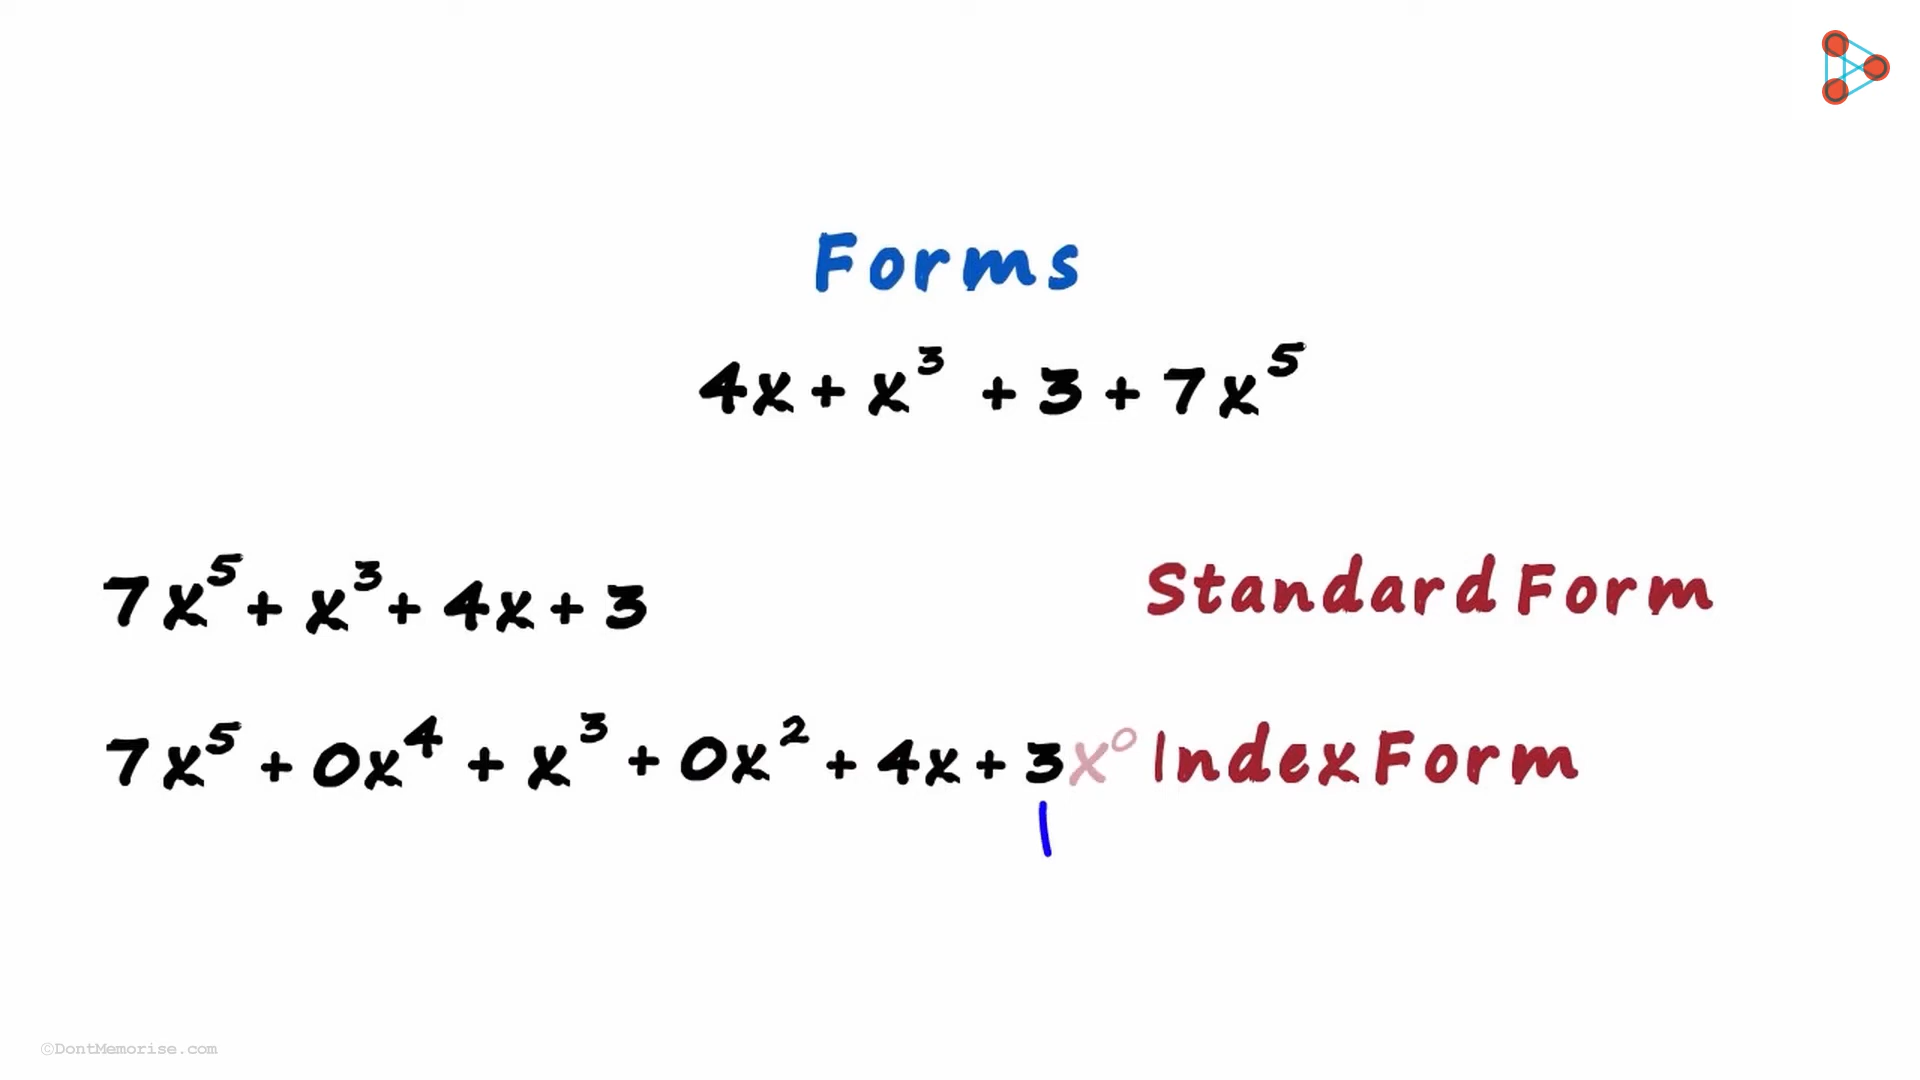 Forms
4x + x³ + 3 + 7x⁵
7x⁵ + x³ + 4x + 3 Standard Form
7x⁵ + 0x⁴ + x³ + 0x² + 4x + 3x⁰ Index Form
©DontMemorise.com